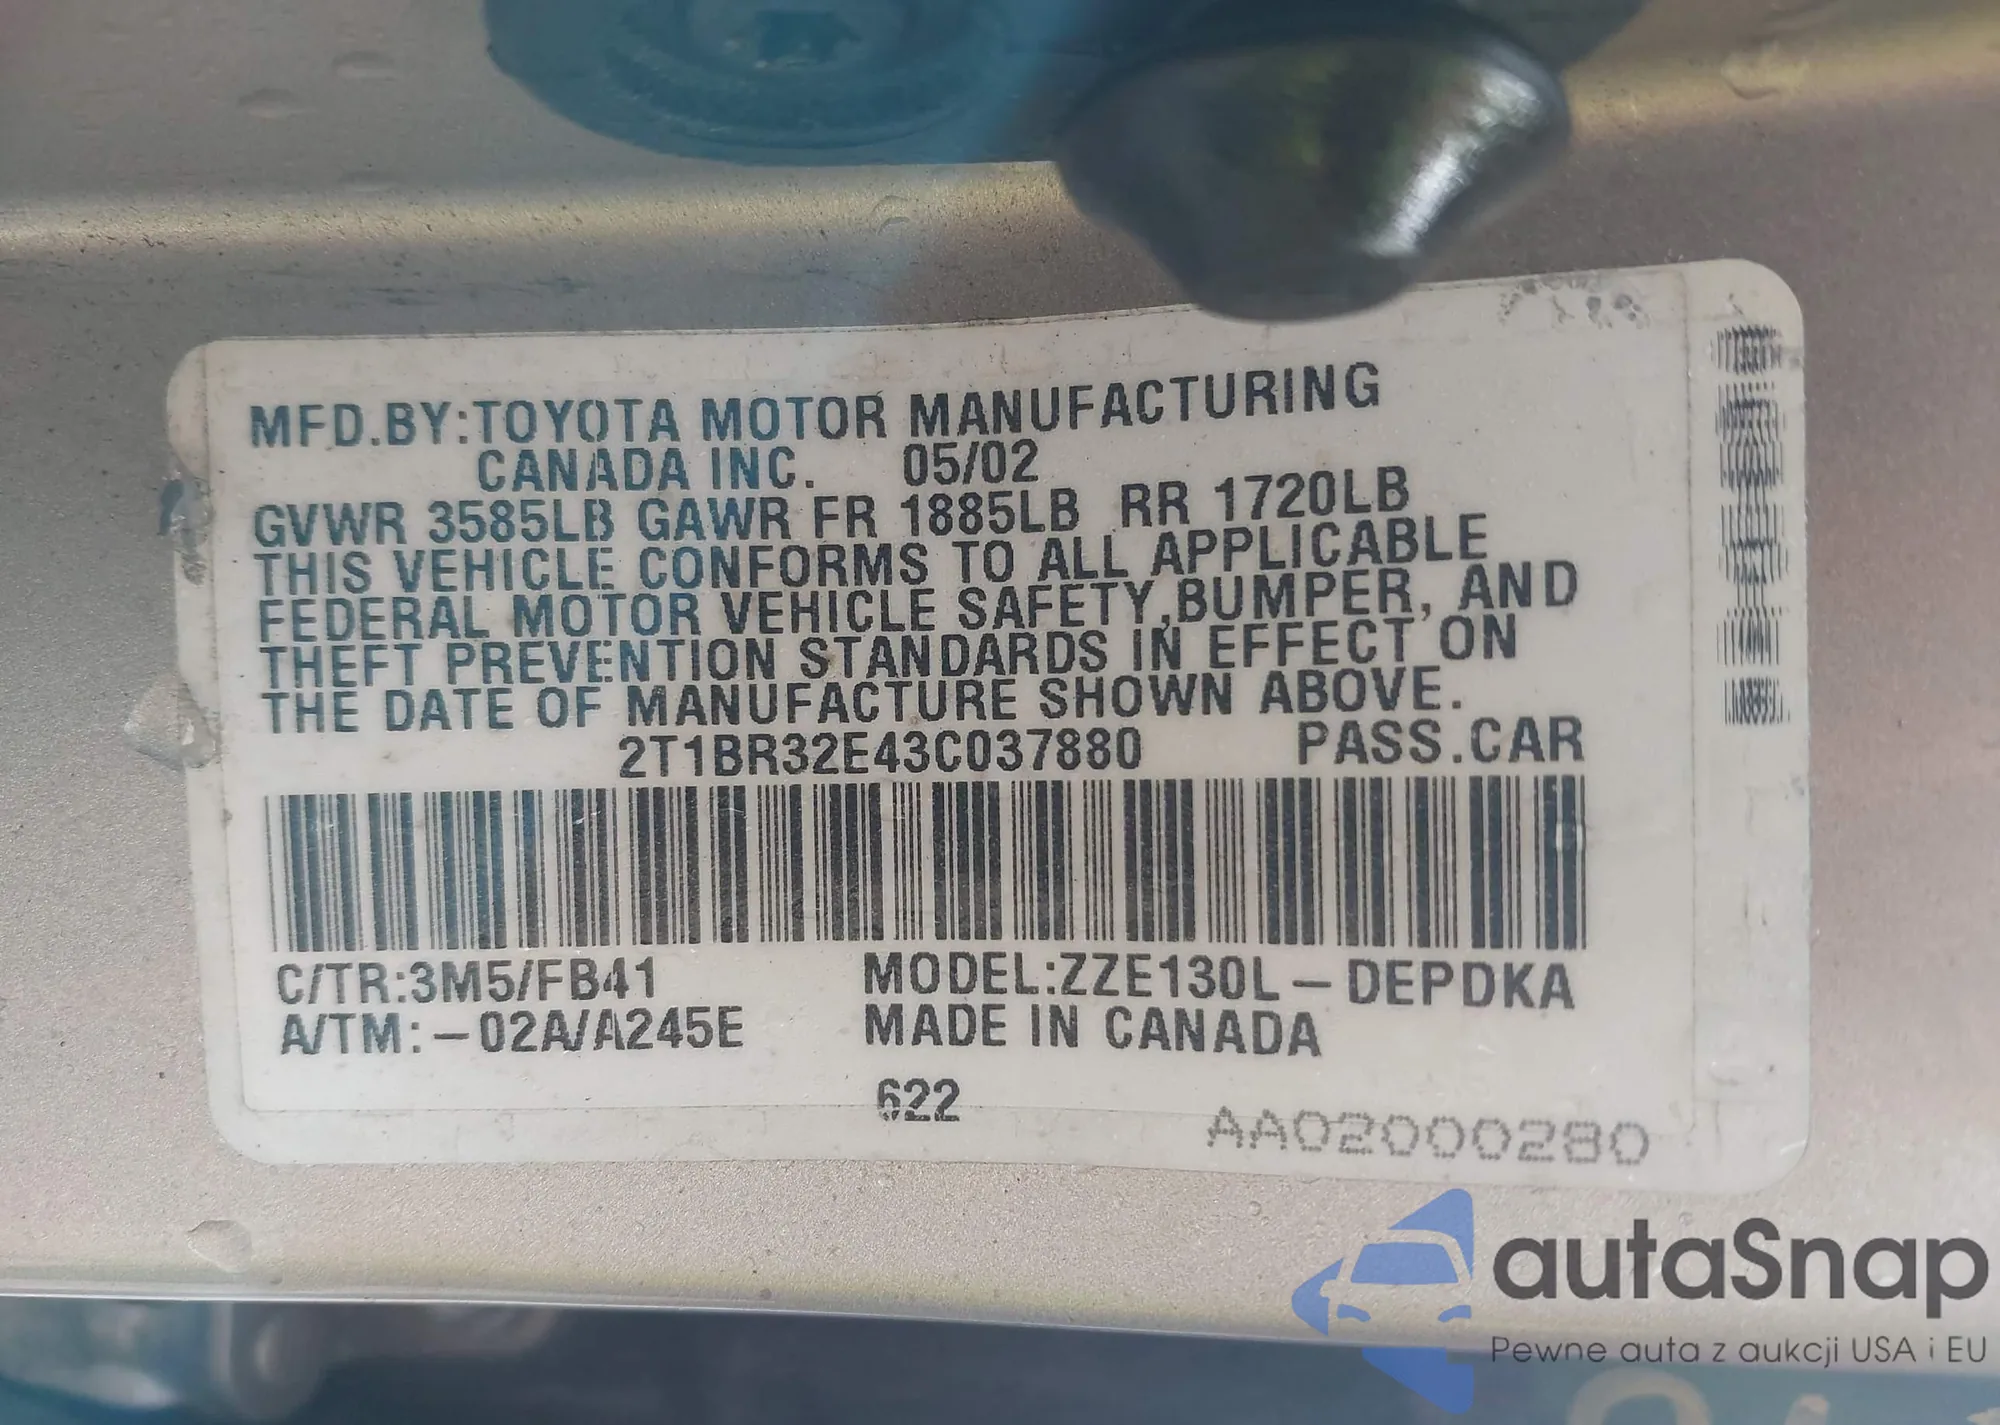 MFD.BY:TOYOTA MOTOR MANUFACTURING
CANADA INC. 05/02
GVWR 3585LB GAWR FR 1885LB RR 1720LB
THIS VEHICLE CONFORMS TO ALL APPLICABLE
FEDERAL MOTOR VEHICLE SAFETY,BUMPER, AND
THEFT PREVENTION STANDARDS IN EFFECT ON
THE DATE OF MANUFACTURE SHOWN ABOVE.
2T1BR32E43C037880 PASS.CAR
C/TR:3M5/FB41 MODEL:ZZE130L-DEPDKA
A/TM:-02A/A245E MADE IN CANADA
622
AA02000280
autaSnap
Pewne auta z aukcji USA i EU